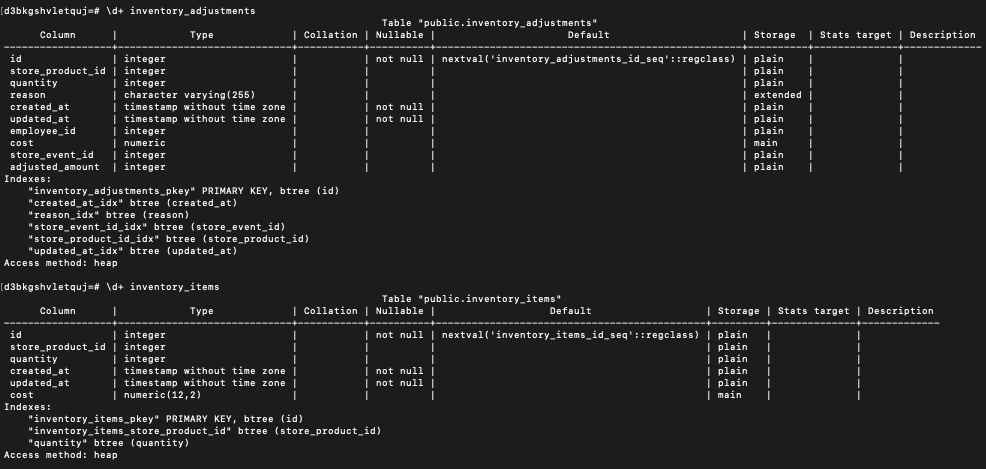 [d3bkgshvletquj=# \d+ inventory_adjustments
Table "public.inventory_adjustments"
Column | Type | Collation | Nullable | Default | Storage | Stats target | Description
-------------------+-----------------------------+-----------+----------+---------------------------------------------------+----------+--------------+-------------
id | integer | | not null | nextval('inventory_adjustments_id_seq'::regclass) | plain | |
store_product_id | integer | | | | plain | |
quantity | integer | | | | plain | |
reason | character varying(255) | | | | extended | |
created_at | timestamp without time zone | | not null | | plain | |
updated_at | timestamp without time zone | | not null | | plain | |
employee_id | integer | | | | plain | |
cost | numeric | | | | main | |
store_event_id | integer | | | | plain | |
adjusted_amount | integer | | | | plain | |
Indexes:
"inventory_adjustments_pkey" PRIMARY KEY, btree (id)
"created_at_idx" btree (created_at)
"reason_idx" btree (reason)
"store_event_id_idx" btree (store_event_id)
"store_product_id_idx" btree (store_product_id)
"updated_at_idx" btree (updated_at)
Access method: heap
[d3bkgshvletquj=# \d+ inventory_items
Table "public.inventory_items"
Column | Type | Collation | Nullable | Default | Storage | Stats target | Description
-------------------+-----------------------------+-----------+----------+---------------------------------------------+---------+--------------+-------------
id | integer | | not null | nextval('inventory_items_id_seq'::regclass) | plain | |
store_product_id | integer | | | | plain | |
quantity | integer | | | | plain | |
created_at | timestamp without time zone | | not null | | plain | |
updated_at | timestamp without time zone | | not null | | plain | |
cost | numeric(12,2) | | | | main | |
Indexes:
"inventory_items_pkey" PRIMARY KEY, btree (id)
"inventory_items_store_product_id" btree (store_product_id)
"quantity" btree (quantity)
Access method: heap